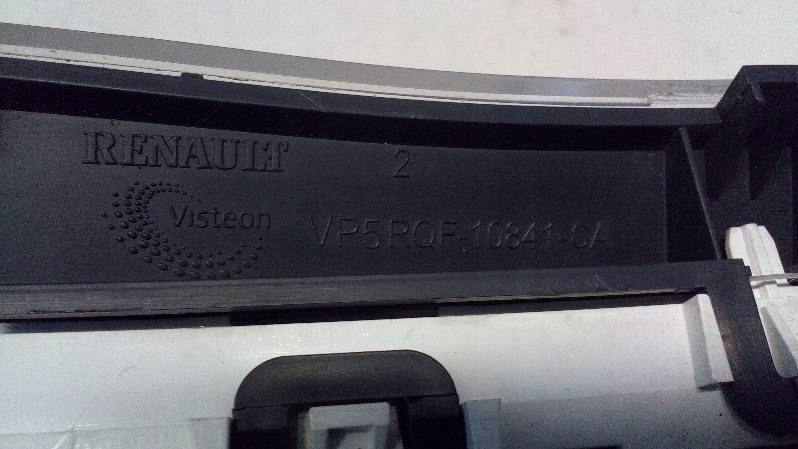 RENAULT 2
Visteon VP5RQF-10841-CA